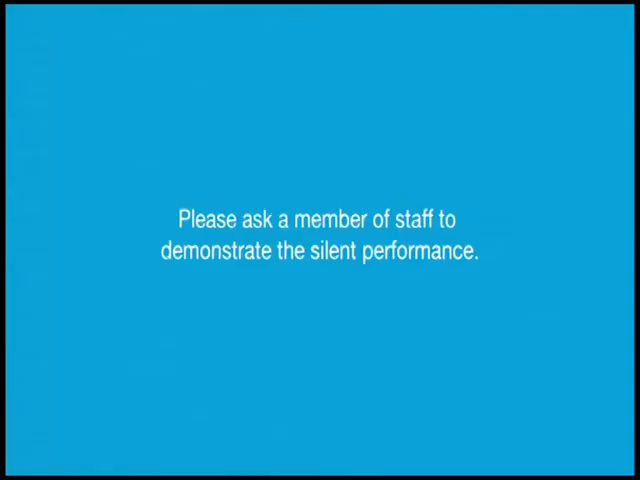 Please ask a member of staff to
demonstrate the silent performance.